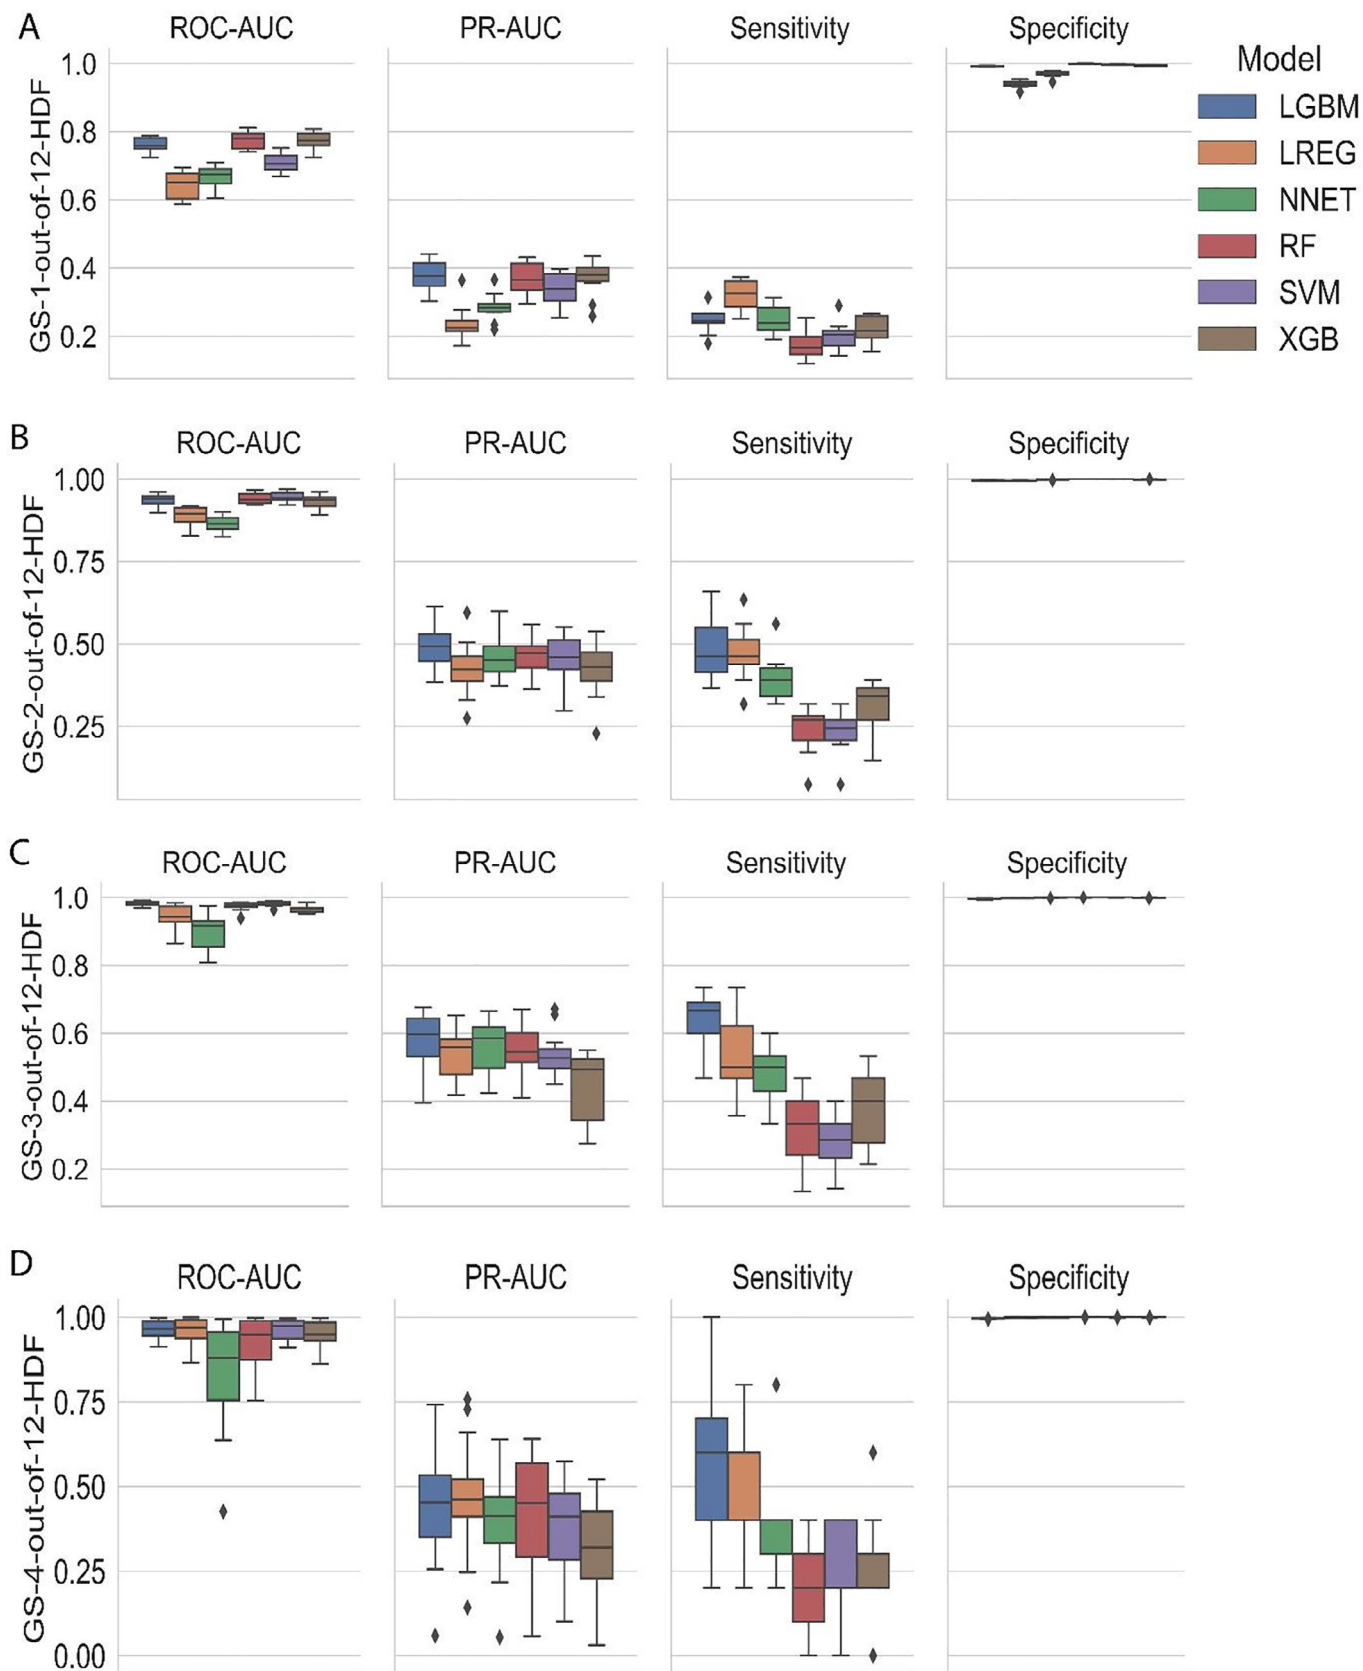 A
ROC-AUC PR-AUC Sensitivity Specificity
GS-1-out-of-12-HDF
1.0
0.8
0.6
0.4
0.2
Model
LGBM
LREG
NNET
RF
SVM
XGB
B
ROC-AUC PR-AUC Sensitivity Specificity
GS-2-out-of-12-HDF
1.00
0.75
0.50
0.25
C
ROC-AUC PR-AUC Sensitivity Specificity
GS-3-out-of-12-HDF
1.0
0.8
0.6
0.4
0.2
D
ROC-AUC PR-AUC Sensitivity Specificity
GS-4-out-of-12-HDF
1.00
0.75
0.50
0.25
0.00